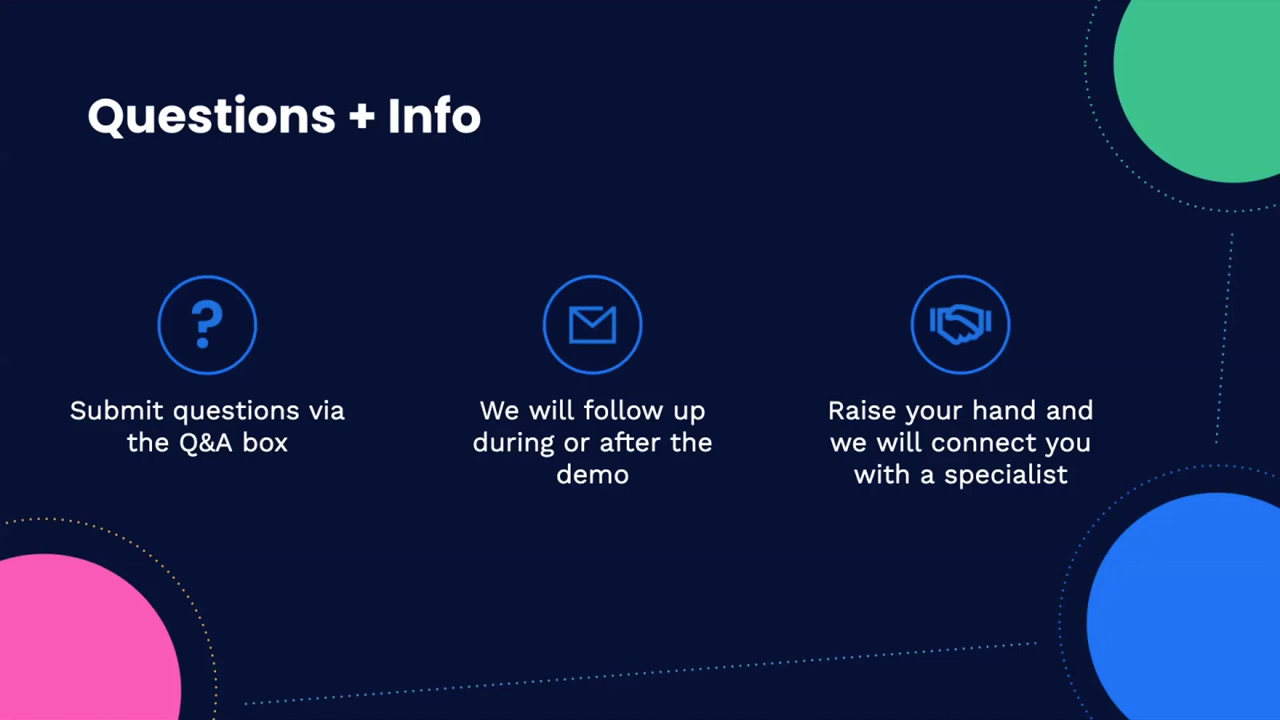 Questions + Info
Submit questions via
the Q&A box
We will follow up
during or after the
demo
Raise your hand and
we will connect you
with a specialist